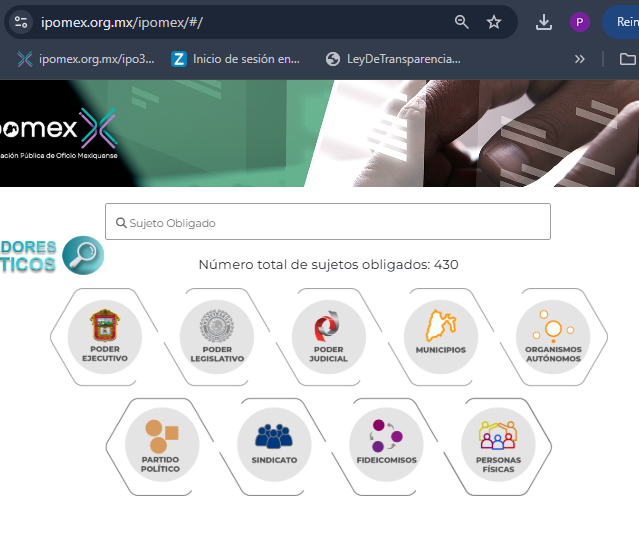 ipomex.org.mx/ipomex/#/
P
Rein
ipomex.org.mx/ipo3...
Z
Inicio de sesión en...
LeyDeTransparencia...
»
pomex
ación Pública de Oficio Mexiquense
Sujeto Obligado
DORES
TICOS
Número total de sujetos obligados: 430
PODER
EJECUTIVO
PODER
LEGISLATIVO
PODER
JUDICIAL
MUNICIPIOS
ORGANISMOS
AUTÓNOMOS
PARTIDO
POLÍTICO
SINDICATO
FIDEICOMISOS
PERSONAS
FÍSICAS